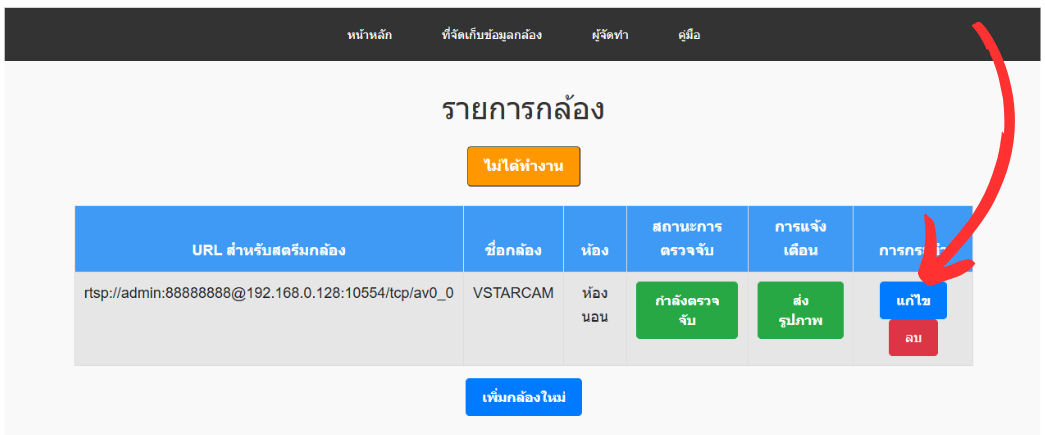 หน้าหลัก ที่จัดเก็บข้อมูลกล้อง ผู้จัดทำ คู่มือ
รายการกล้อง
ไม่ได้ทำงาน
URL สำหรับสตรีมกล้อง ชื่อกล้อง ห้อง สถานะการ ตรวจจับ การแจ้ง เตือน
rtsp://admin:88888888@192.168.0.128:10554/tcp/av0_0 VSTARCAM ห้อง นอน กำลังตรวจ จับ ส่ง รูปภาพ แก้ไข
ลบ
เพิ่มกล้องใหม่